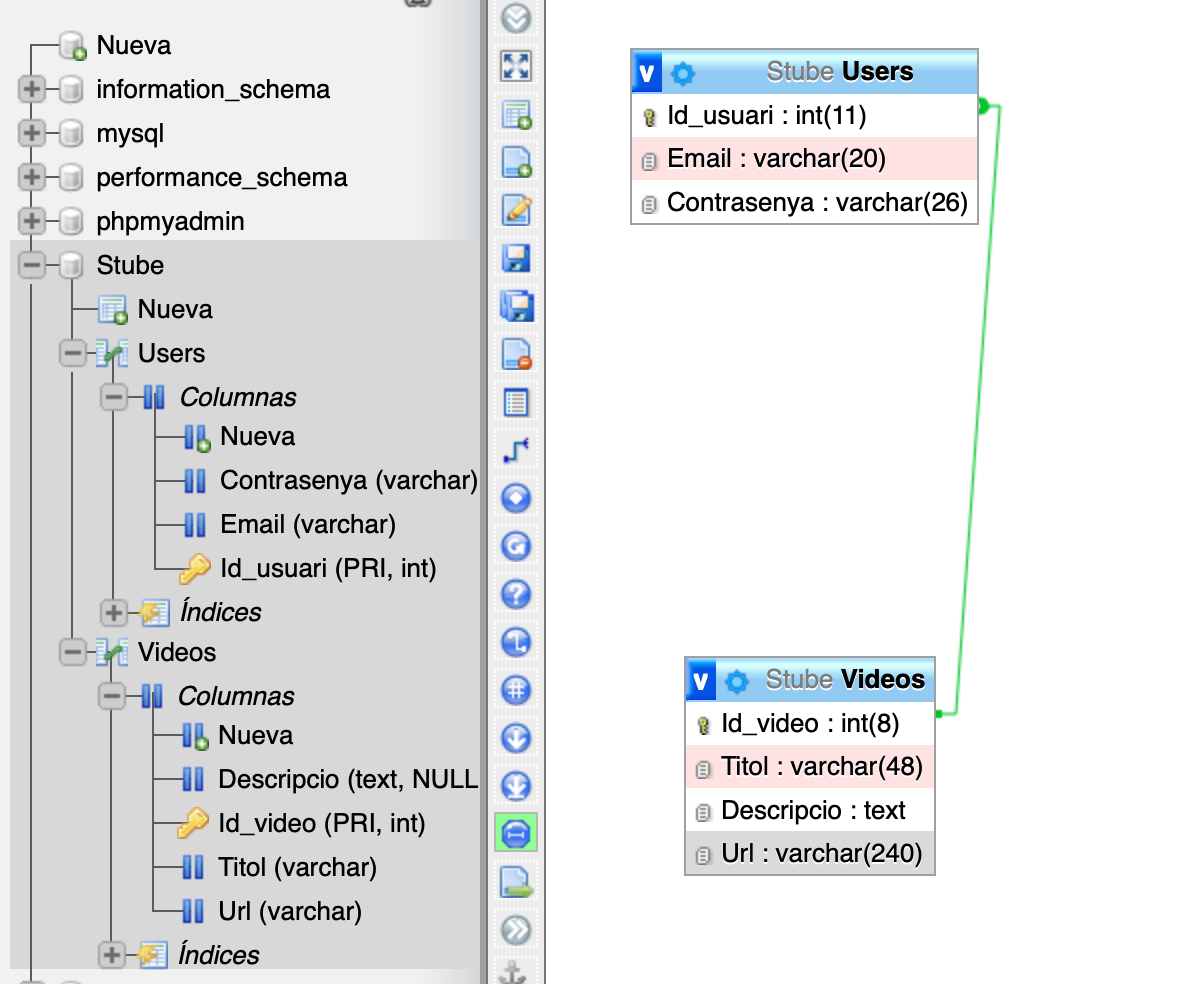 Nueva
information_schema
mysql
performance_schema
phpmyadmin
Stube
Nueva
Users
Columnas
Nueva
Contrasenya (varchar)
Email (varchar)
Id_usuari (PRI, int)
Índices
Videos
Columnas
Nueva
Descripcio (text, NULL
Id_video (PRI, int)
Titol (varchar)
Url (varchar)
Índices
v Stube Users
Id_usuari : int(11)
Email : varchar(20)
Contrasenya : varchar(26)
v Stube Videos
Id_video : int(8)
Titol : varchar(48)
Descripcio : text
Url : varchar(240)